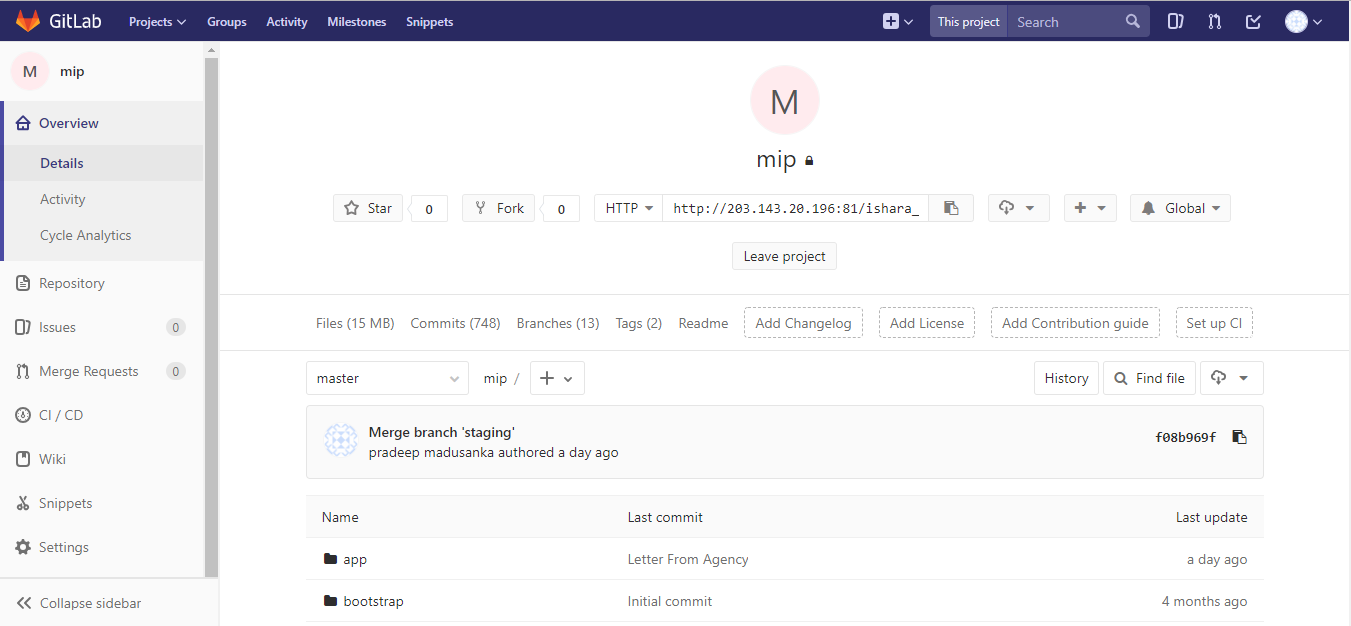 GitLab Projects Groups Activity Milestones Snippets This project Search
M mip
Overview
Details
Activity
Cycle Analytics
Repository
Issues 0
Merge Requests 0
CI / CD
Wiki
Snippets
Settings
Collapse sidebar
M
mip
Star 0 Fork 0 HTTP http://203.143.20.196:81/ishara_ Global
Leave project
Files (15 MB) Commits (748) Branches (13) Tags (2) Readme Add Changelog Add License Add Contribution guide Set up CI
master mip / History Find file
Merge branch 'staging'
pradeep madusanka authored a day ago
f08b969f
Name Last commit Last update
app Letter From Agency a day ago
bootstrap Initial commit 4 months ago